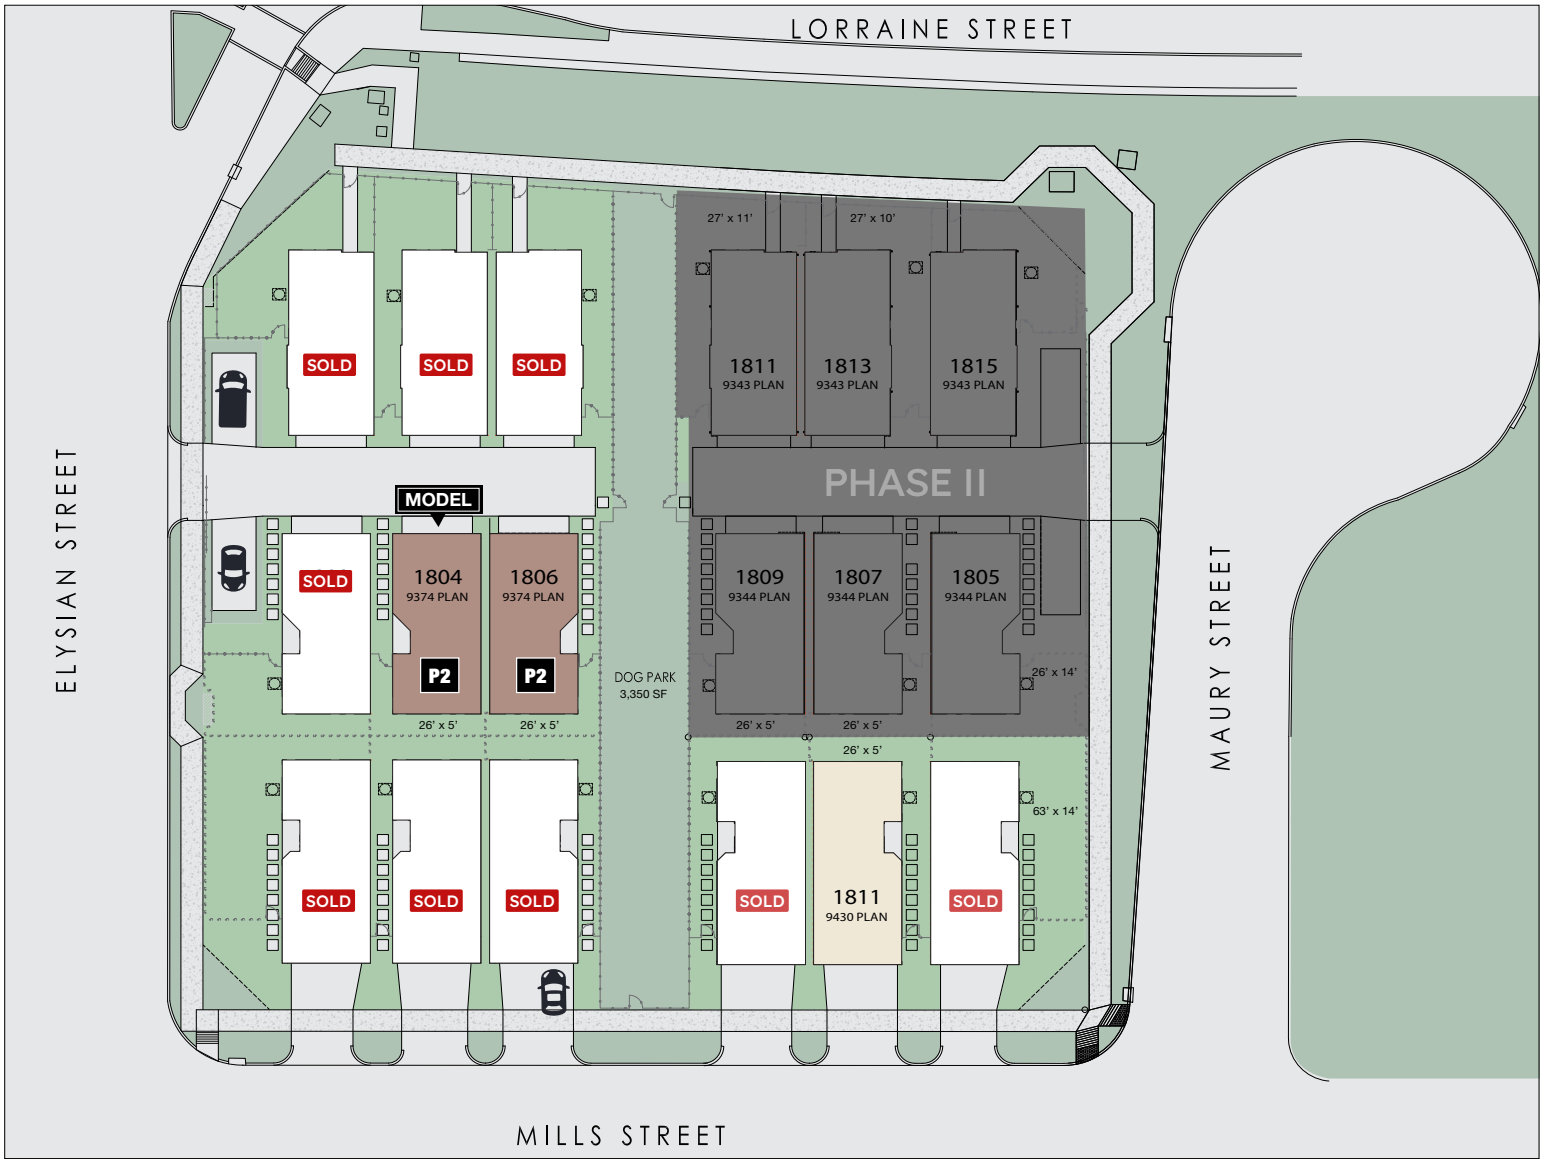 LORRAINE STREET
27' x 11'
27' x 10'
SOLD
SOLD
SOLD
1811
9343 PLAN
1813
9343 PLAN
1815
9343 PLAN
ELYSIAN STREET
MODEL
PHASE II
SOLD
1804
9374 PLAN
1806
9374 PLAN
1809
9344 PLAN
1807
9344 PLAN
1805
9344 PLAN
MAURY STREET
P2
P2
DOG PARK
3,350 SF
26' x 14'
26' x 5'
26' x 5'
26' x 5'
26' x 5'
26' x 5'
63' x 14'
SOLD
SOLD
SOLD
SOLD
1811
9430 PLAN
SOLD
MILLS STREET